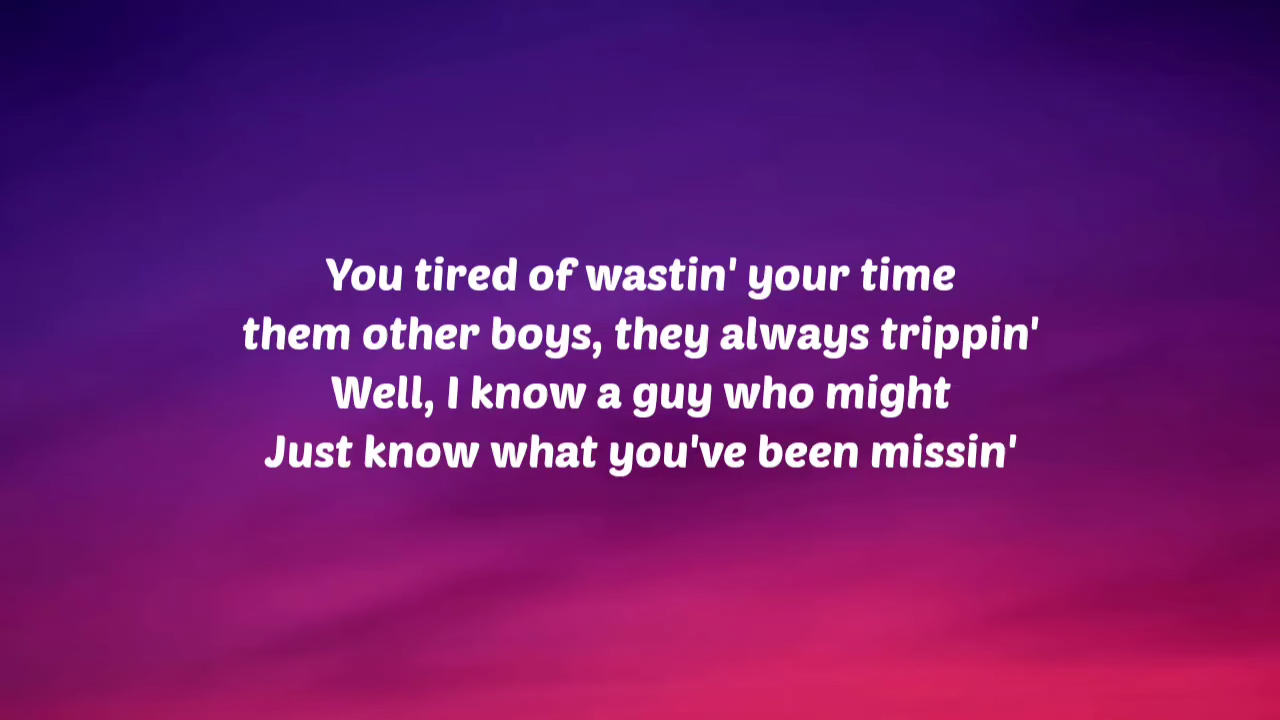 You tired of wastin' your time
them other boys, they always trippin'
Well, I know a guy who might
Just know what you've been missin'